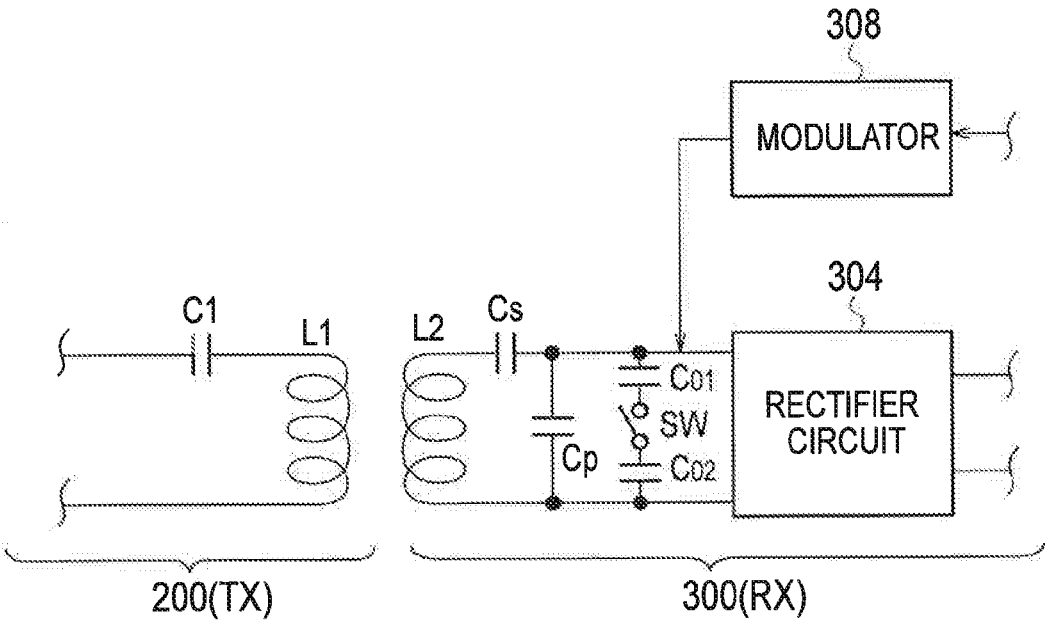 308
MODULATOR
304
C1
L1
L2
Cs
Cp
C01
SW
C02
RECTIFIER
CIRCUIT
200(TX)
300(RX)